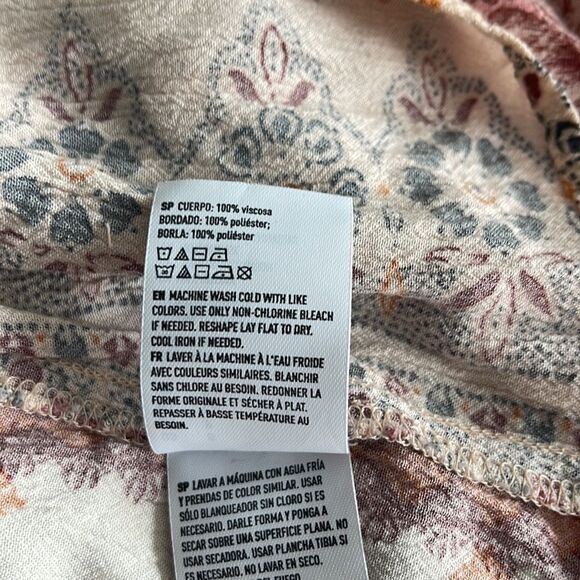 SP CUERPO: 100% viscosa
BORDADO: 100% poliéster;
BORLA: 100% poliéster
EN MACHINE WASH COLD WITH LIKE
COLORS. USE ONLY NON-CHLORINE BLEACH
IF NEEDED. RESHAPE LAY FLAT TO DRY.
COOL IRON IF NEEDED.
FR LAVER À LA MACHINE À L'EAU FROIDE
AVEC COULEURS SIMILAIRES. BLANCHIR
SANS CHLORE AU BESOIN. REDONNER LA
FORME ORIGINALE ET SÉCHER À PLAT.
REPASSER À BASSE TEMPÉRATURE AU
BESOIN.
SP LAVAR A MÁQUINA CON AGUA FRÍA
Y PRENDAS DE COLOR SIMILAR. USAR
SÓLO BLANQUEADOR SIN CLORO SI ES
NECESARIO. DARLE FORMA Y PONGA A
SECAR SOBRE UNA SUPERFICIE PLANA. NO
USAR SECADORA. USAR PLANCHA TIBIA SI
ES NECESARIO, NO LAVAR EN SECO.
DEL FUEGO